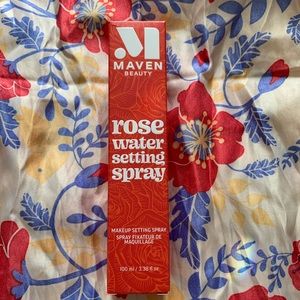 MAVEN
BEAUTY
rose
water
setting
spray
MAKEUP SETTING SPRAY
SPRAY FIXATEUR DE
MAQUILLAGE
100 ml / 3.38 fl oz